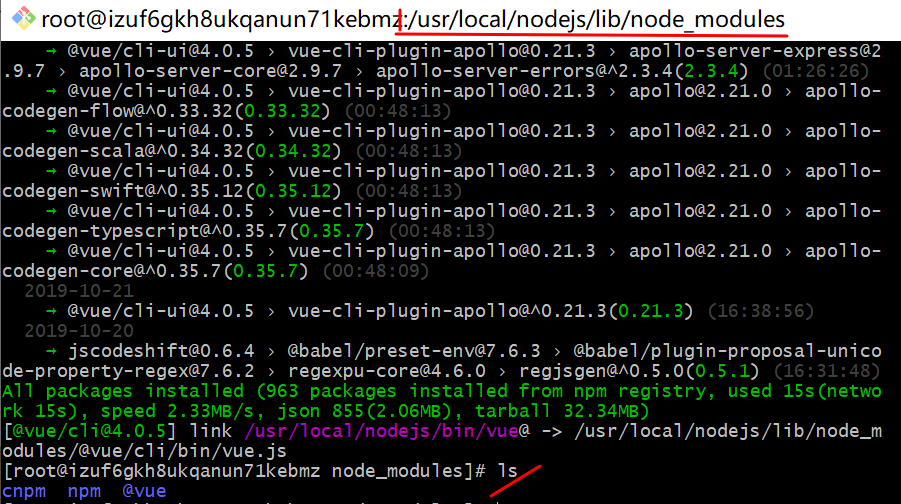 root@izuf6gkh8ukqanun71kebmz:/usr/local/nodejs/lib/node_modules
→ @vue/cli-ui@4.0.5 › vue-cli-plugin-apollo@0.21.3 › apollo-server-express@2
.9.7 › apollo-server-core@2.9.7 › apollo-server-errors@^2.3.4(2.3.4) (01:26:26)
→ @vue/cli-ui@4.0.5 › vue-cli-plugin-apollo@0.21.3 › apollo@2.21.0 › apollo-
codegen-flow@^0.33.32(0.33.32) (00:48:13)
→ @vue/cli-ui@4.0.5 › vue-cli-plugin-apollo@0.21.3 › apollo@2.21.0 › apollo-
codegen-scala@^0.34.32(0.34.32) (00:48:13)
→ @vue/cli-ui@4.0.5 › vue-cli-plugin-apollo@0.21.3 › apollo@2.21.0 › apollo-
codegen-swift@^0.35.12(0.35.12) (00:48:13)
→ @vue/cli-ui@4.0.5 › vue-cli-plugin-apollo@0.21.3 › apollo@2.21.0 › apollo-
codegen-typescript@^0.35.7(0.35.7) (00:48:13)
→ @vue/cli-ui@4.0.5 › vue-cli-plugin-apollo@0.21.3 › apollo@2.21.0 › apollo-
codegen-core@^0.35.7(0.35.7) (00:48:09)
2019-10-21
→ @vue/cli-ui@4.0.5 › vue-cli-plugin-apollo@^0.21.3(0.21.3) (16:38:56)
2019-10-20
→ jscodeshift@0.6.4 › @babel/preset-env@7.6.3 › @babel/plugin-proposal-unico
de-property-regex@7.6.2 › regexpu-core@4.6.0 › regjsgen@^0.5.0(0.5.1) (16:31:48)
All packages installed (963 packages installed from npm registry, used 15s(netwo
rk 15s), speed 2.33MB/s, json 855(2.06MB), tarball 32.34MB)
[@vue/cli@4.0.5] link /usr/local/nodejs/bin/vue@ -> /usr/local/nodejs/lib/node_m
odules/@vue/cli/bin/vue.js
[root@izuf6gkh8ukqanun71kebmz node_modules]# ls
cnpm npm @vue